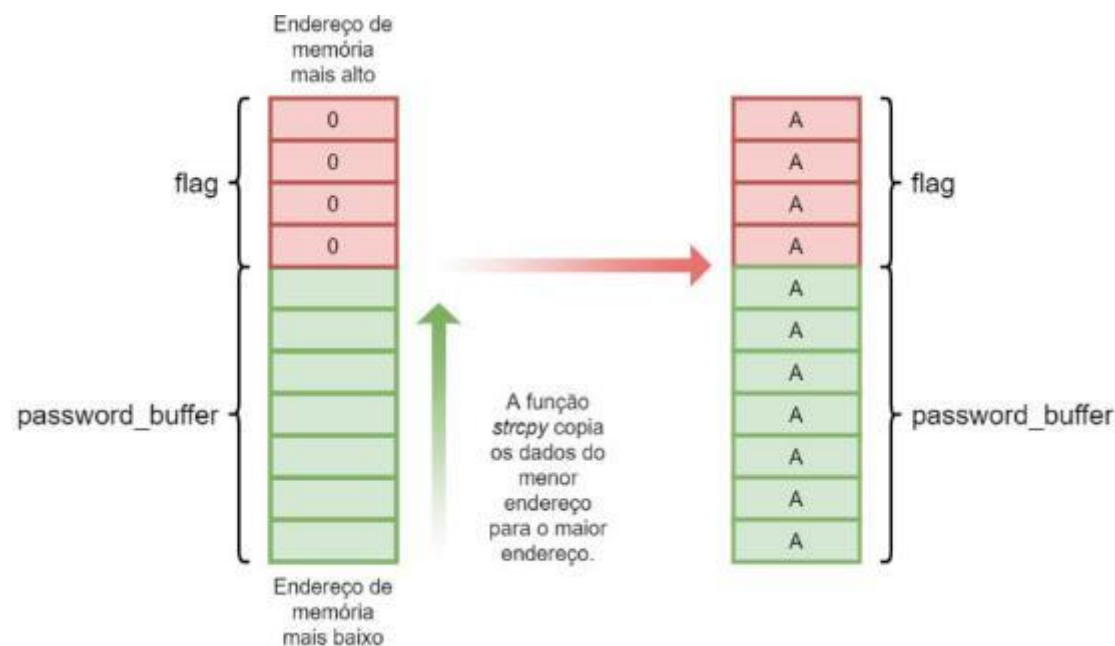 Endereço de
memória
mais alto
0
0
0
0
flag
password_buffer
Endereço de
memória
mais baixo
A função
strcpy copia
os dados do
menor
endereço
para o maior
endereço.
A
A
A
A
A
A
A
A
A
A
A
flag
password_buffer